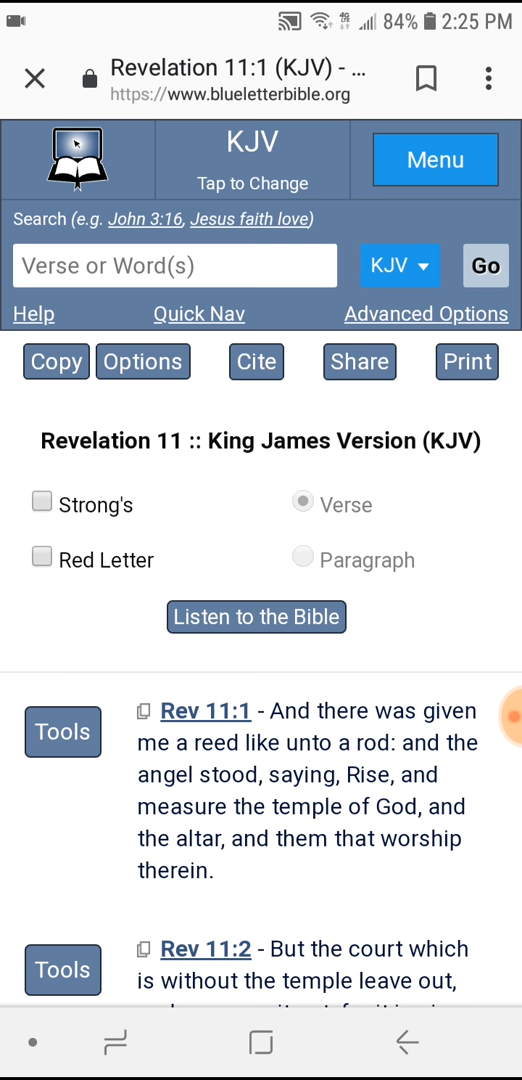 84% 2:25 PM
Revelation 11:1 (KJV) - ...
https://www.blueletterbible.org
KJV
Tap to Change
Menu
Search (e.g. John 3:16, Jesus faith love)
Verse or Word(s)
KJV
Go
Help Quick Nav Advanced Options
Copy Options Cite Share Print
Revelation 11 :: King James Version (KJV)
Strong's Verse
Red Letter Paragraph
Listen to the Bible
Tools
Rev 11:1 - And there was given
me a reed like unto a rod: and the
angel stood, saying, Rise, and
measure the temple of God, and
the altar, and them that worship
therein.
Tools
Rev 11:2 - But the court which
is without the temple leave out,